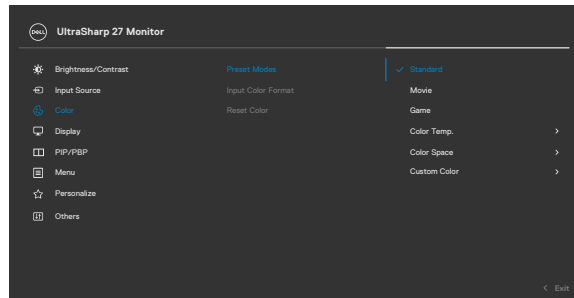 DELL UltraSharp 27 Monitor
Brightness/Contrast Preset Modes Standard
Input Source Input Color Format Movie
Color Reset Color Game
Display Color Temp.
PIP/PBP Color Space
Menu Custom Color
Personalize
Others
Exit